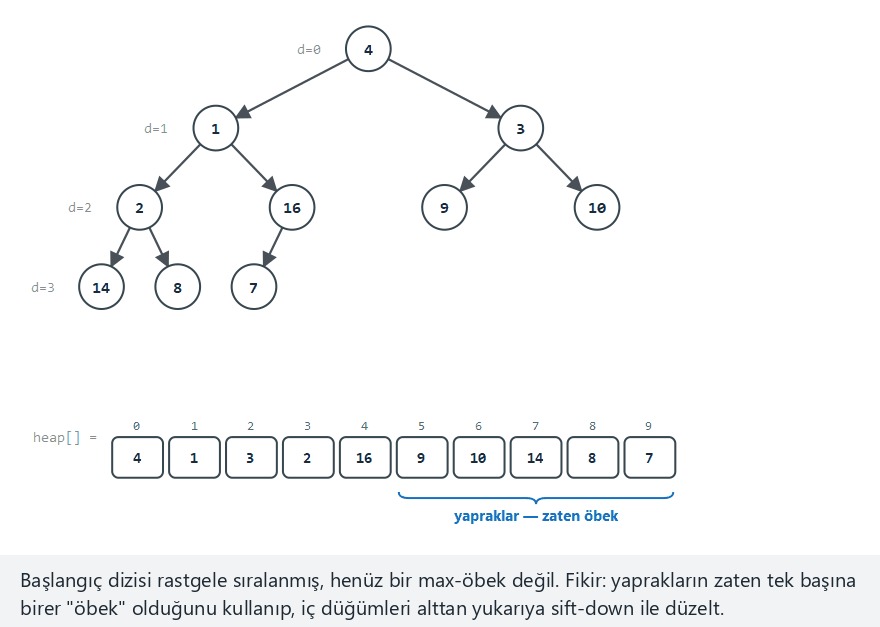 d=0 4
d=1 1 3
d=2 2 16 9 10
d=3 14 8 7
0 1 2 3 4 5 6 7 8 9
heap[] =
4 1 3 2 16 9 10 14 8 7
yapraklar — zaten öbek
Başlangıç dizisi rastgele sıralanmış, henüz bir max-öbek değil. Fikir: yaprakların zaten tek başına
birer "öbek" olduğunu kullanıp, iç düğümleri alttan yukarıya sift-down ile düzelt.